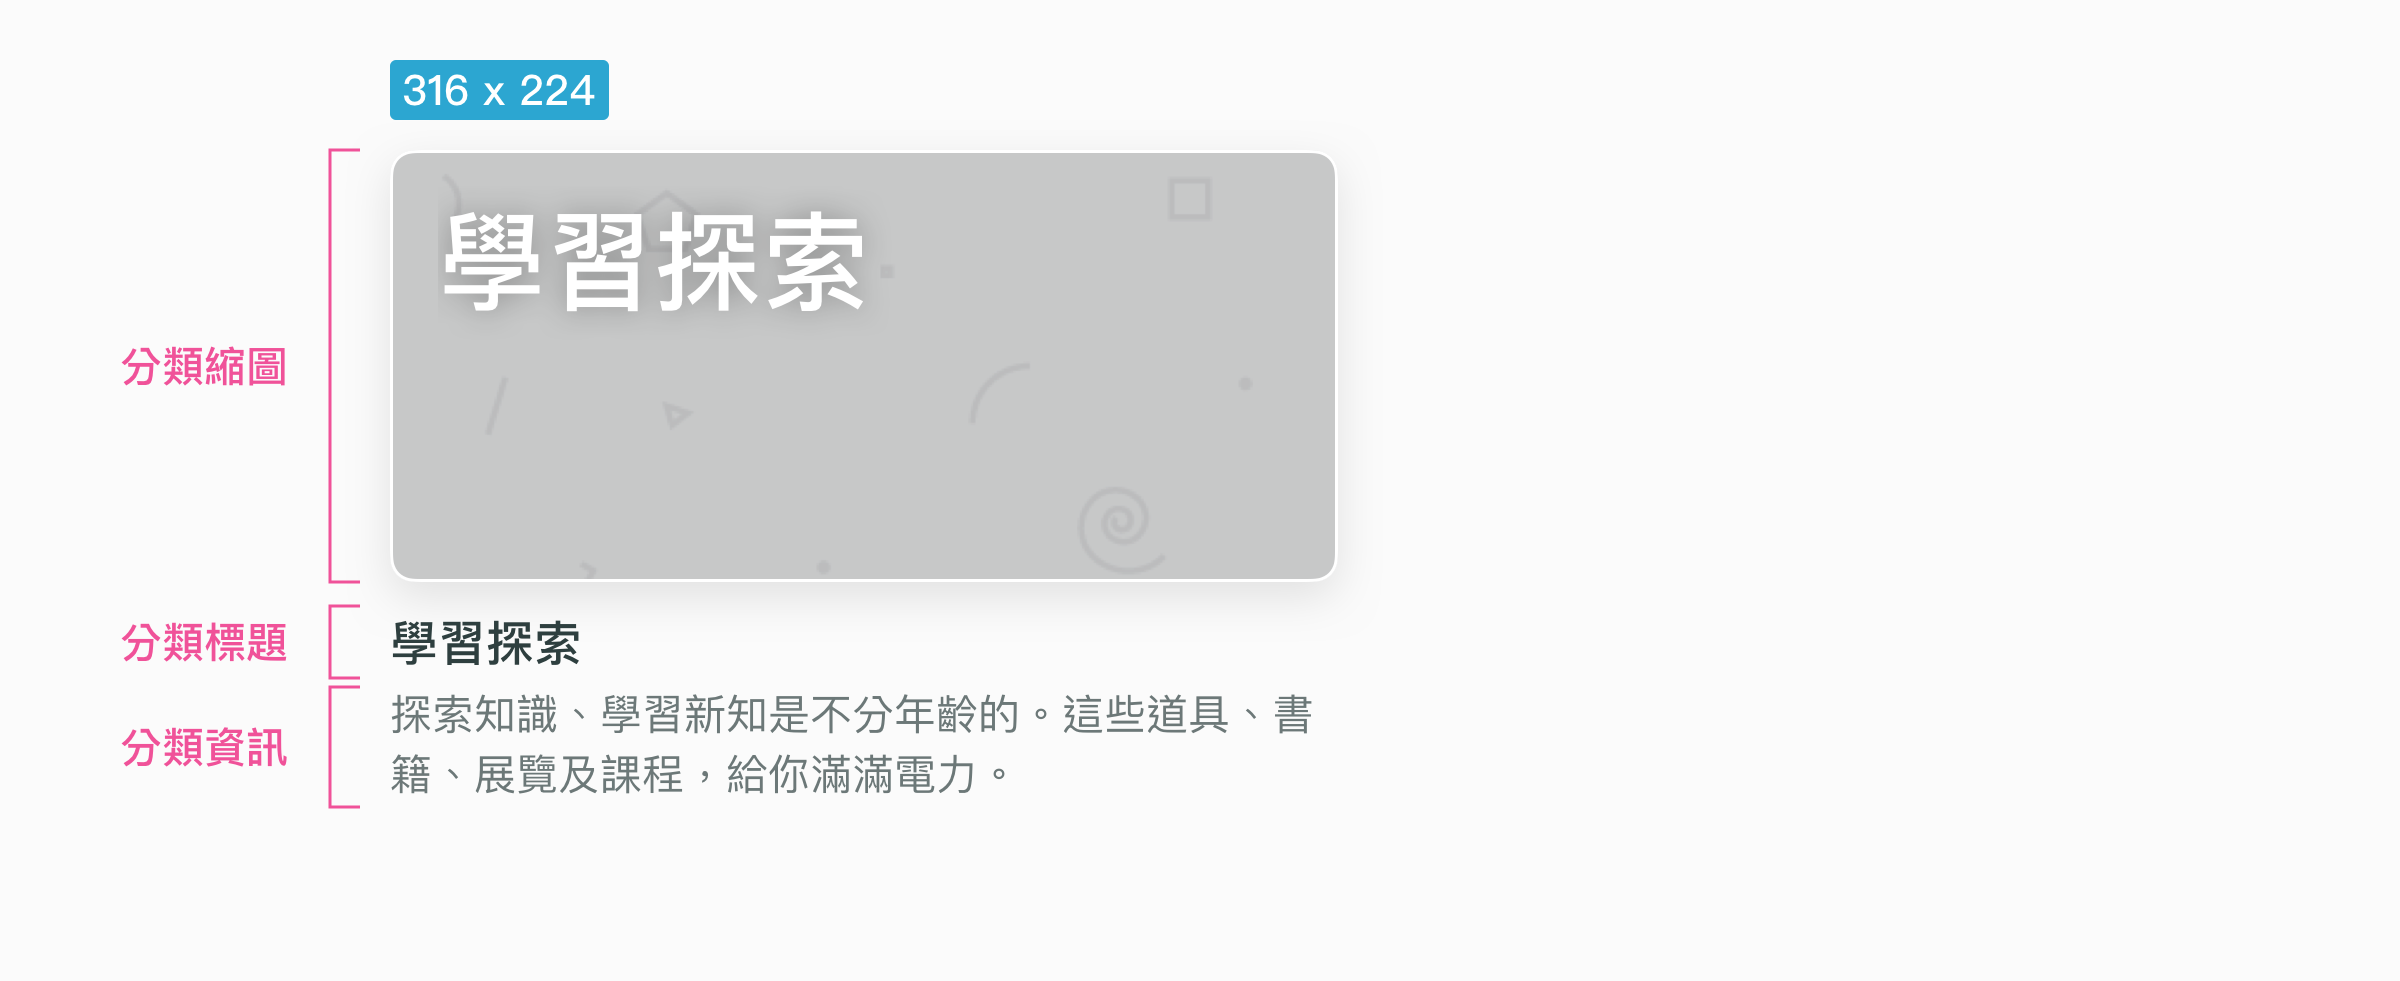 316 x 224
學習探索
分類縮圖
分類標題
學習探索
分類資訊
探索知識、學習新知是不分年齡的。這些道具、書
籍、展覽及課程，給你滿滿電力。